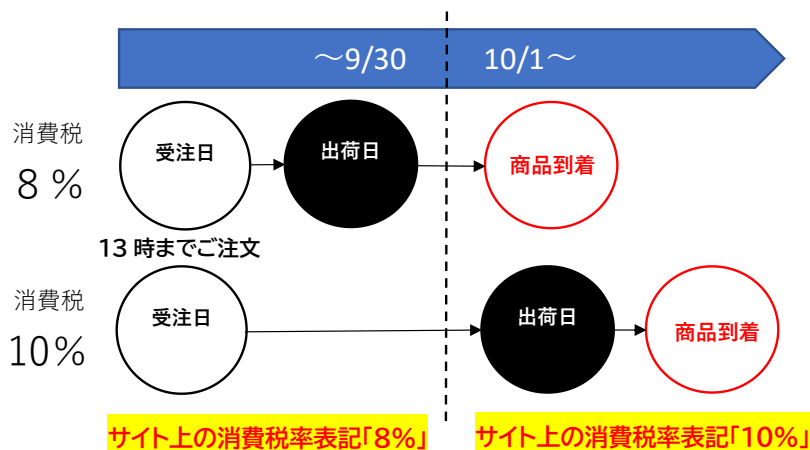 ~9/30
10/1~
消費税
8%
受注日
出荷日
商品到着
13時までご注文
消費税
10%
受注日
出荷日
商品到着
サイト上の消費税率表記「8%」
サイト上の消費税率表記「10%」